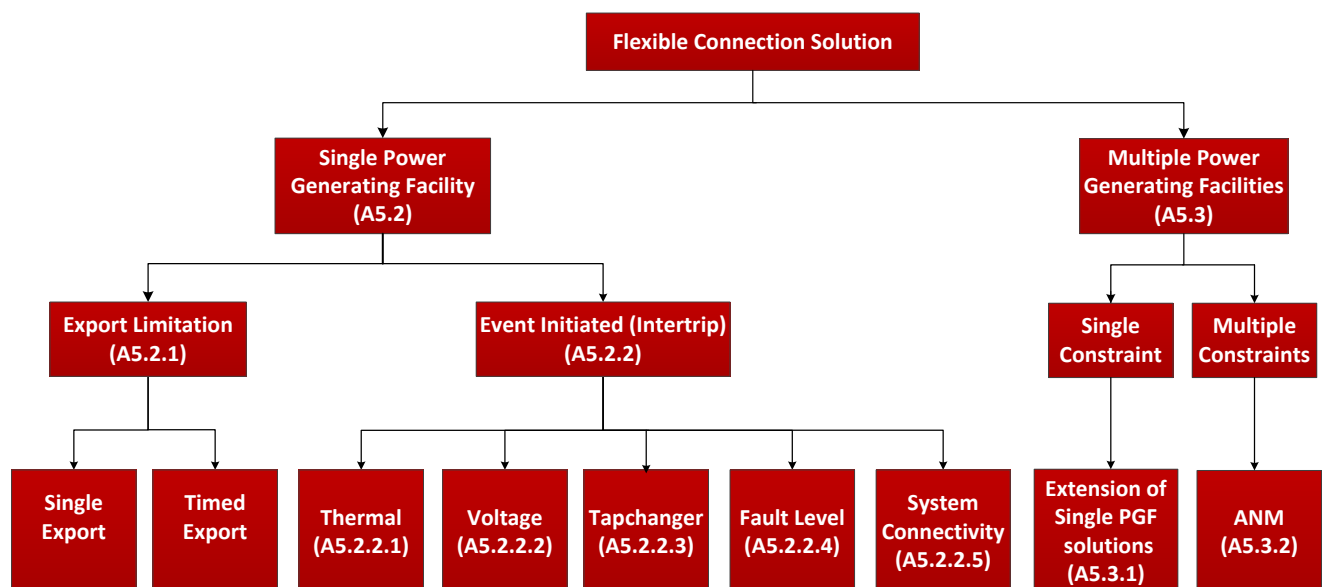 Flexible Connection Solution
Single Power
Generating Facility
(A5.2)
Multiple Power
Generating Facilities
(A5.3)
Export Limitation
(A5.2.1)
Event Initiated (Intertrip)
(A5.2.2)
Single
Constraint
Multiple
Constraints
Single
Export
Timed
Export
Thermal
(A5.2.2.1)
Voltage
(A5.2.2.2)
Tapchanger
(A5.2.2.3)
Fault Level
(A5.2.2.4)
System
Connectivity
(A5.2.2.5)
Extension of
Single PGF
solutions
(A5.3.1)
ANM
(A5.3.2)